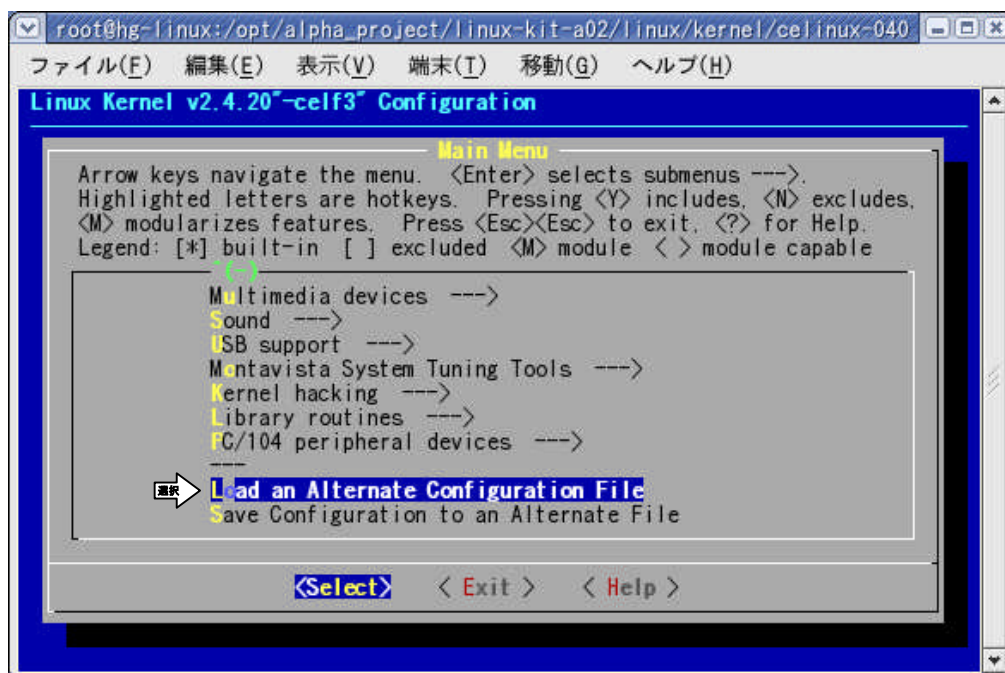 root@hg-linux:/opt/alpha_project/linux-kit-a02/linux/kernel/celinux-040
ファイル(F) 編集(E) 表示(V) 端末(T) 移動(G) ヘルプ(H)
Linux Kernel v2.4.20"-celf3" Configuration
Main Menu
Arrow keys navigate the menu. <Enter> selects submenus --->.
Highlighted letters are hotkeys. Pressing <Y> includes, <N> excludes,
<M> modularizes features. Press <Esc><Esc> to exit, <?> for Help.
Legend: [*] built-in [ ] excluded <M> module < > module capable
^(-)
Multimedia devices --->
Sound --->
USB support --->
Montavista System Tuning Tools --->
Kernel hacking --->
Library routines --->
PC/104 peripheral devices --->
---
選択
Load an Alternate Configuration File
Save Configuration to an Alternate File
<Select> < Exit > < Help >